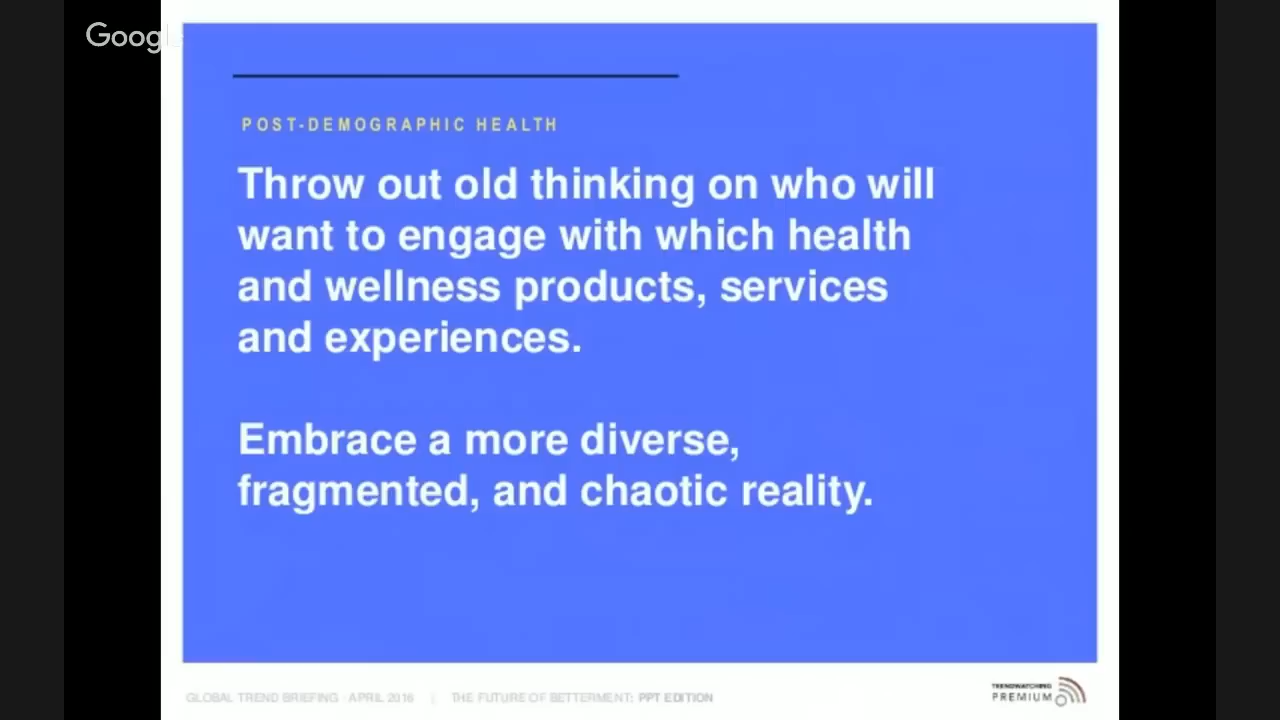 Google
POST-DEMOGRAPHIC HEALTH
Throw out old thinking on who will
want to engage with which health
and wellness products, services
and experiences.
Embrace a more diverse,
fragmented, and chaotic reality.
GLOBAL TREND BRIEFING · APRIL 2016 | THE FUTURE OF BETTERMENT: PPT EDITION
TRENDWATCHING
PREMIUM